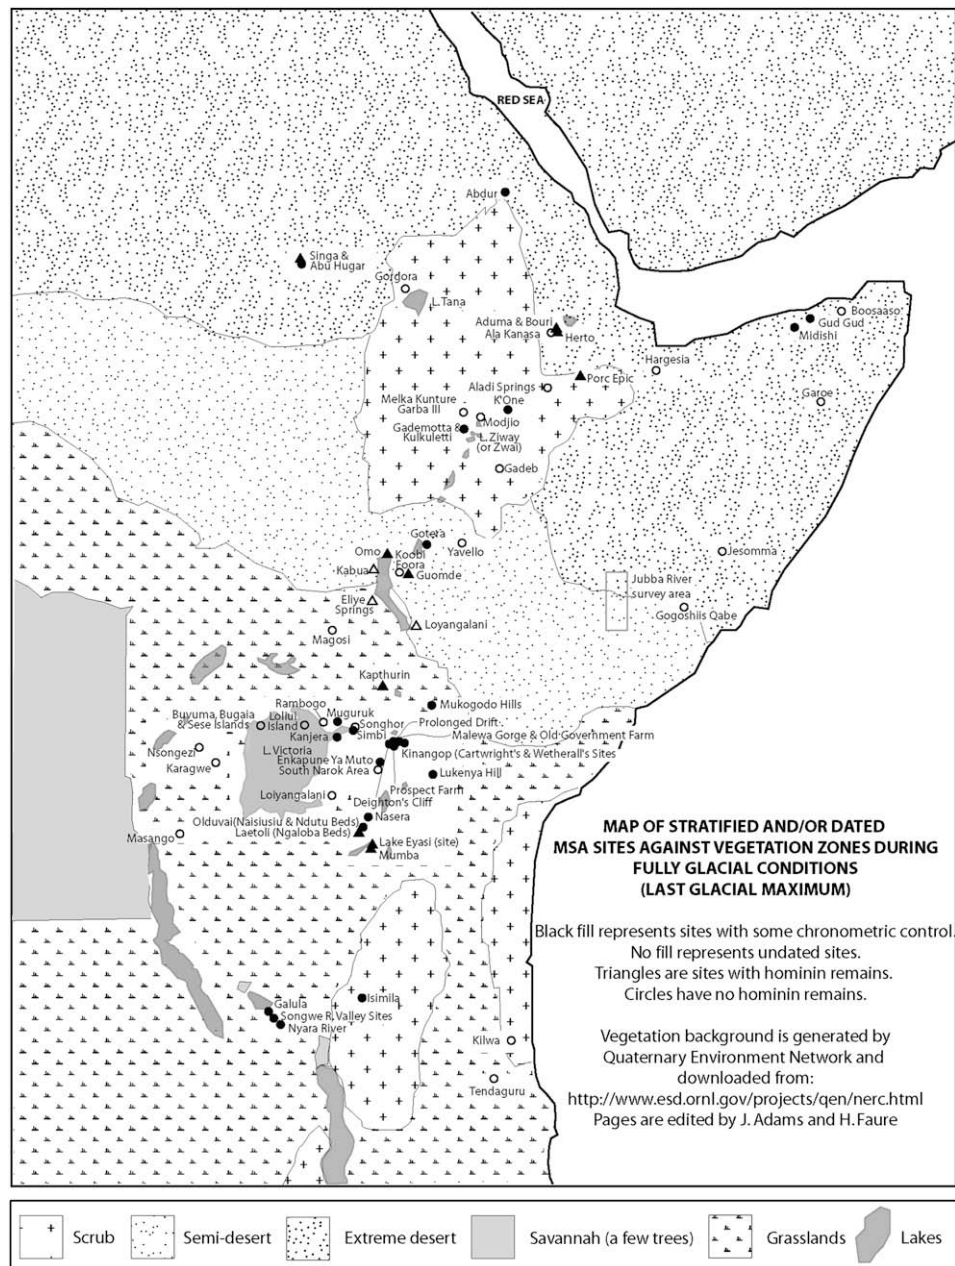 RED SEA
Abdur
Singa &
Abu Hugar
Gordora
L. Tana
Aduma & Bouri
Ala Kanasa
Herto
Boosaaso
Gud Gud
Midishi
Hargesia
Porc Epic
Aladi Springs
K'One
Garoe
Melka Kunture
Garba III
Modjio
Gademotta &
Kulkuletti
L. Ziway
(or Zwai)
Gadeb
Gotera
Yavello
Jesomma
Omo
Koobi
Foora
Kabua
Guomde
Jubba River
survey area
Eliye
Springs
Gogoshiis Qabe
Loyangalani
Magosi
Kapthurin
Mukogodo Hills
Rambogo
Muguruk
Buyuma, Bugaia
& Sese Islands
Lollui
Island
Songhor
Prolonged Drift
Kanjera
Simbi
Malewa Gorge & Old Government Farm
Nsongezi
L. Victoria
Kinangop (Cartwright's & Wetherall's Sites
Enkapune Ya Muto
Karagwe
South Narok Area
Lukenya Hill
Loiyangalani
Prospect Farm
Deighton's Cliff
Nasera
Olduvai(Naisiusiu & Ndutu Beds)
Laetoli (Ngaloba Beds)
Masango
Lake Eyasi (site)
Mumba
MAP OF STRATIFIED AND/OR DATED
MSA SITES AGAINST VEGETATION ZONES DURING
FULLY GLACIAL CONDITIONS
(LAST GLACIAL MAXIMUM)
Black fill represents sites with some chronometric control.
No fill represents undated sites.
Triangles are sites with hominin remains.
Circles have no hominin remains.
Vegetation background is generated by
Quaternary Environment Network and
downloaded from:
http://www.esd.ornl.gov/projects/qen/nerc.html
Pages are edited by J. Adams and H. Faure
Isimila
Galula
Songwe R. Valley Sites
Nyara River
Kilwa
Tendaguru
Scrub
Semi-desert
Extreme desert
Savannah (a few trees)
Grasslands
Lakes